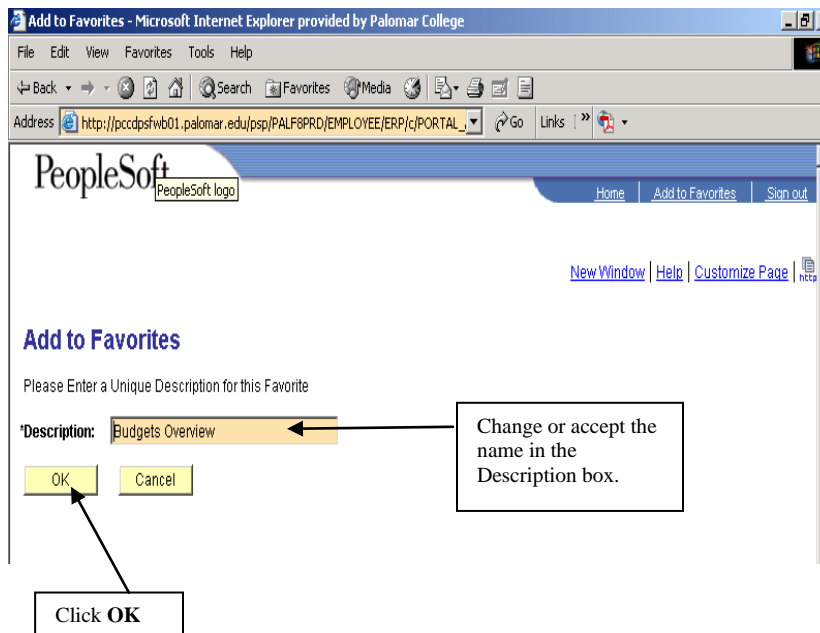 Add to Favorites - Microsoft Internet Explorer provided by Palomar College
File Edit View Favorites Tools Help
Back Search Favorites Media
Address http://pccdpsfwb01.palomar.edu/psp/PALF8PRD/EMPLOYEE/ERP/c/PORTAL_ Go Links »
PeopleSoft
PeopleSoft logo
Home Add to Favorites Sign out
New Window | Help | Customize Page | http
Add to Favorites
Please Enter a Unique Description for this Favorite
*Description: Budgets Overview
Change or accept the
name in the
Description box.
OK Cancel
Click OK